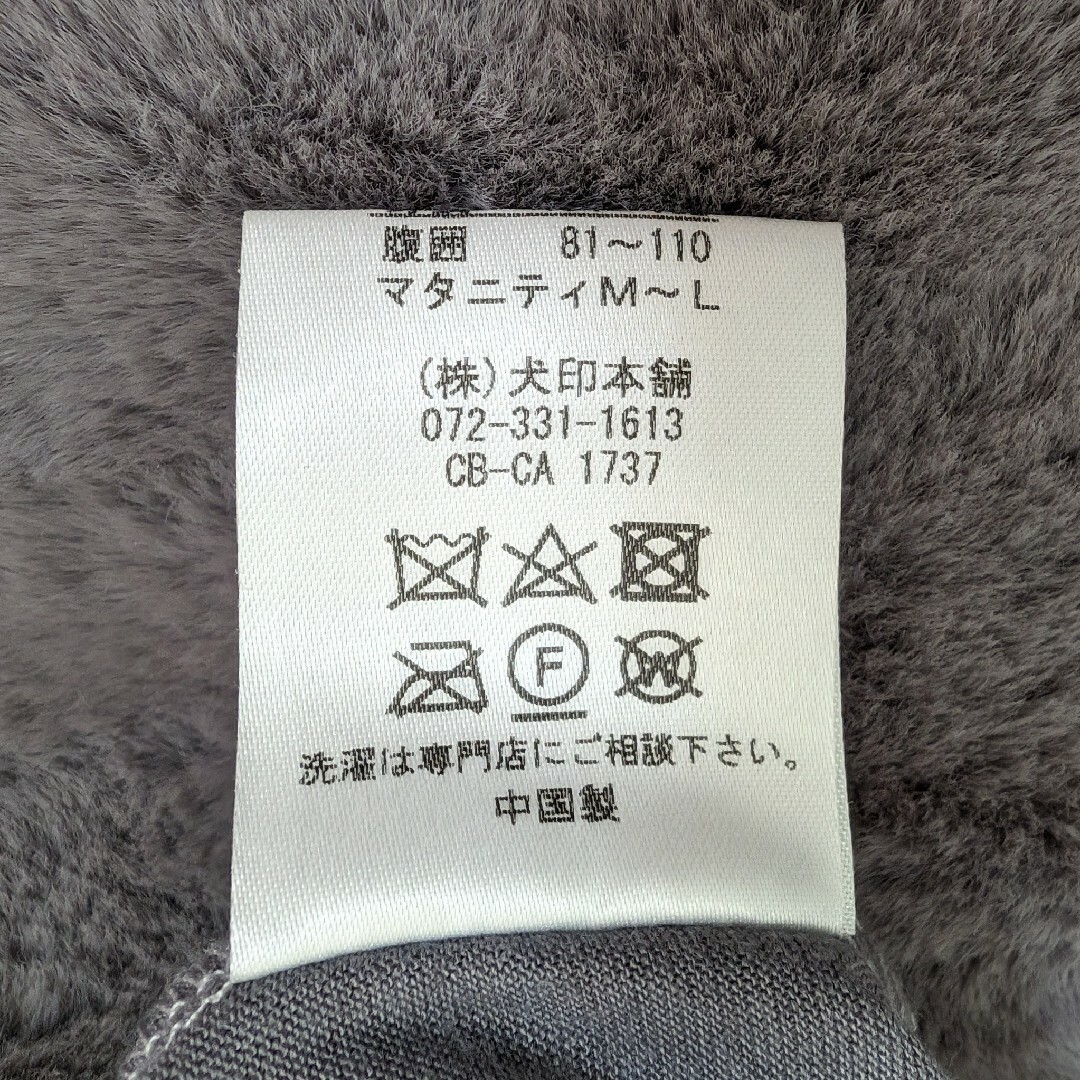 腹囲 81～110
マタニティM～L
(株)犬印本舗
072-331-1613
CB-CA 1737
F
W
洗濯は専門店にご相談下さい。
中国製